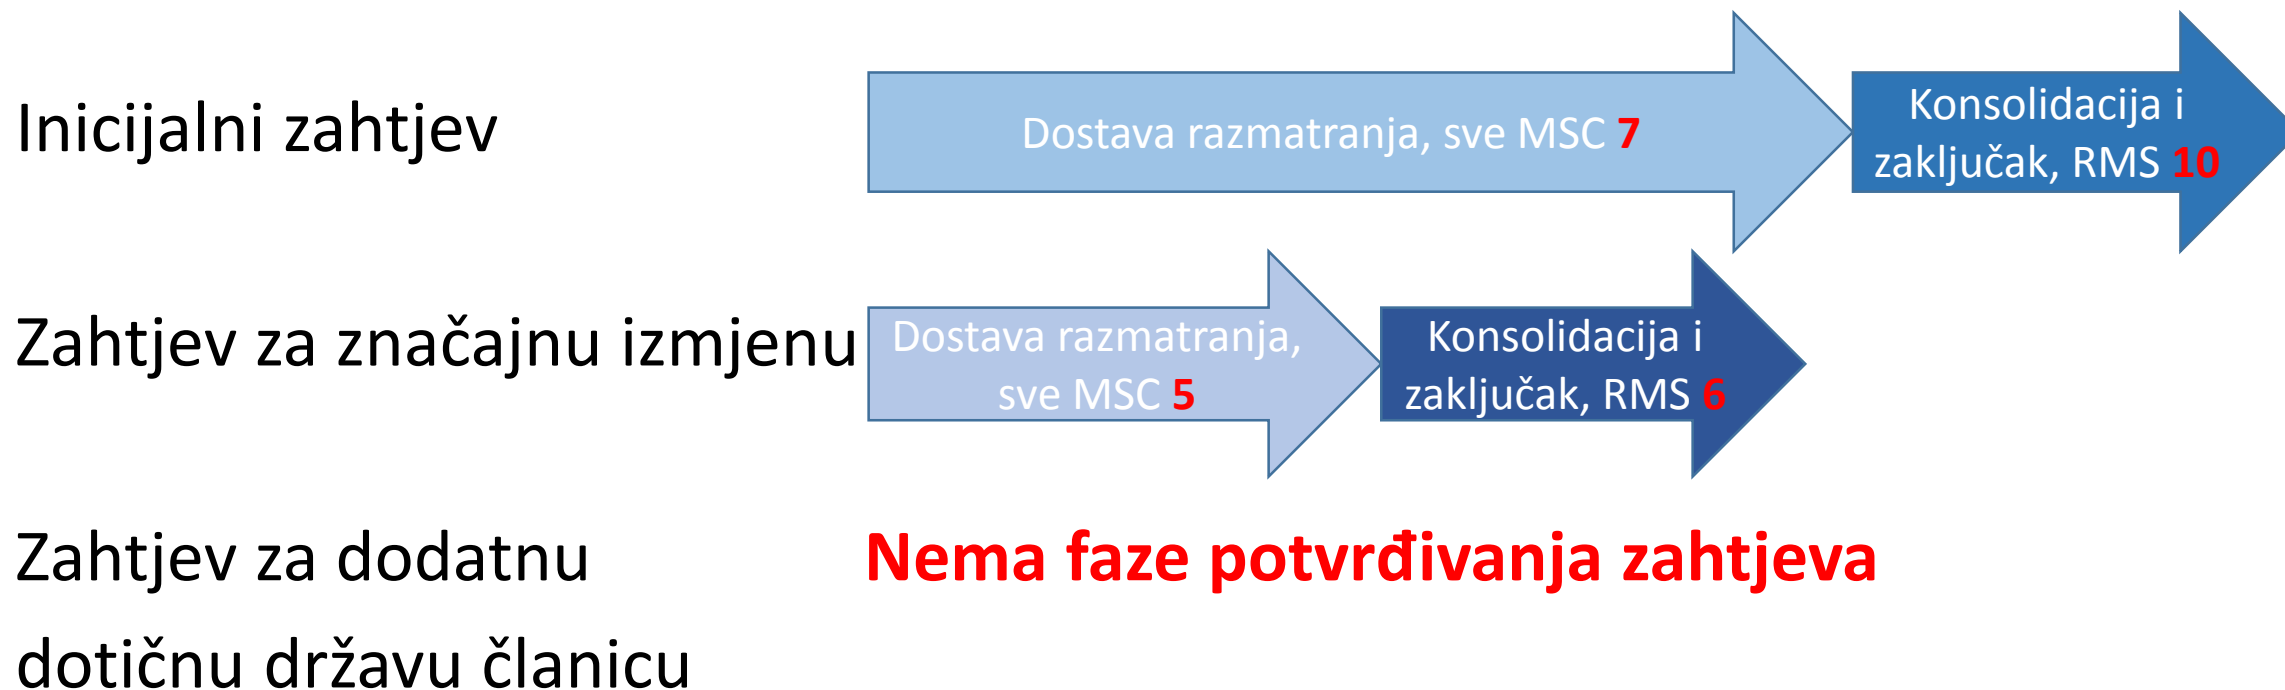 Inicijalni zahtjev
Dostava razmatranja, sve MSC 7
Konsolidacija i
zaključak, RMS 10
Zahtjev za značajnu izmjenu
Dostava razmatranja,
sve MSC 5
Konsolidacija i
zaključak, RMS 6
Zahtjev za dodatnu
dotičnu državu članicu
Nema faze potvrđivanja zahtjeva